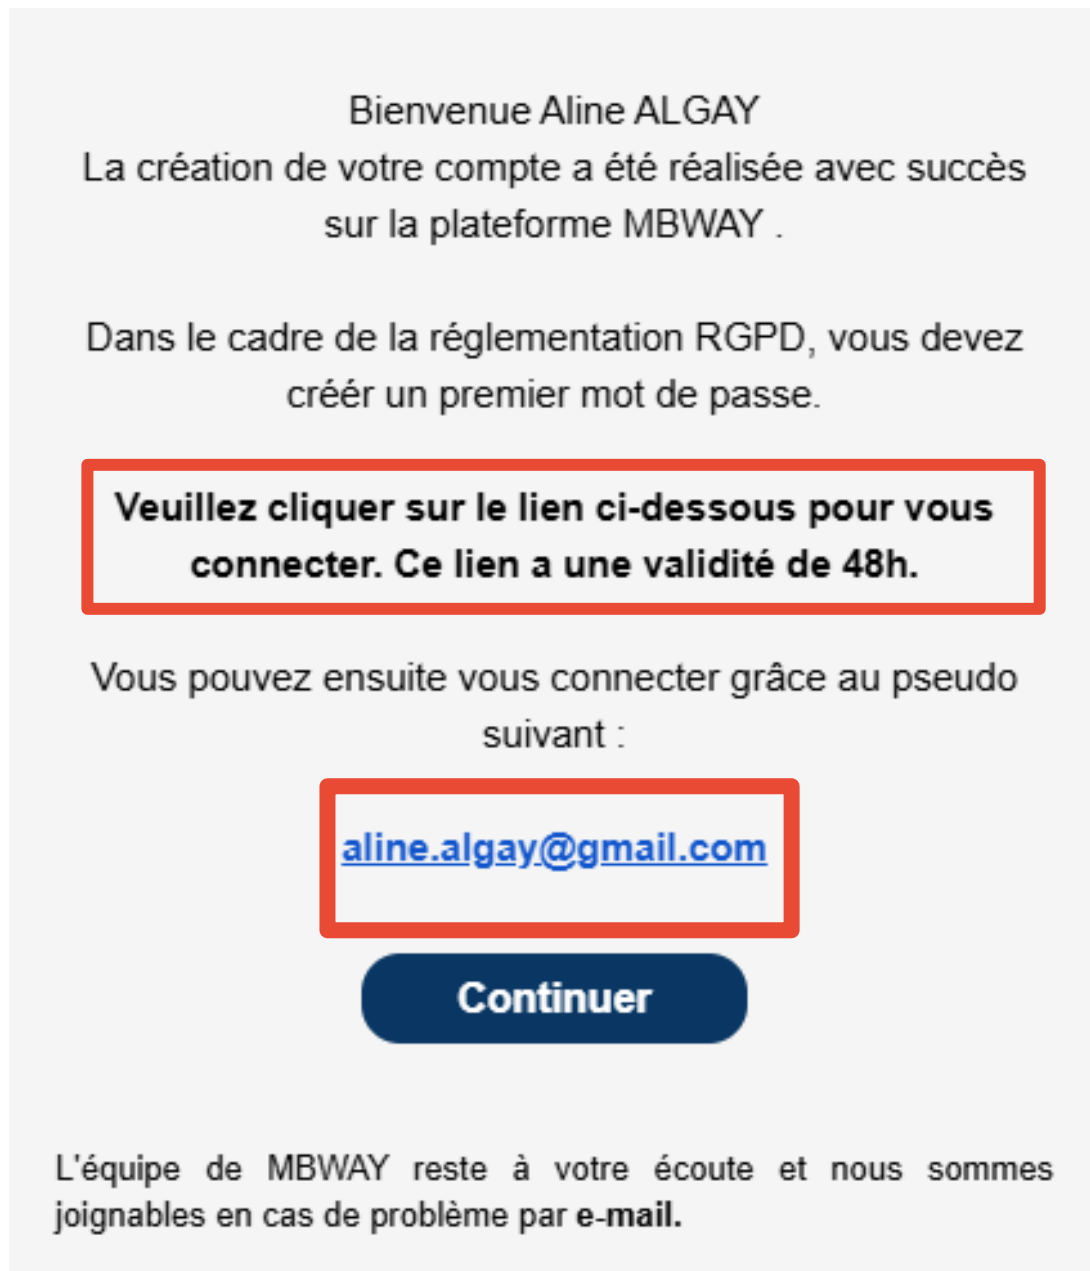 Bienvenue Aline ALGAY
La création de votre compte a été réalisée avec succès
sur la plateforme MBWAY .
Dans le cadre de la réglementation RGPD, vous devez
créér un premier mot de passe.
Veuillez cliquer sur le lien ci-dessous pour vous
connecter. Ce lien a une validité de 48h.
Vous pouvez ensuite vous connecter grâce au pseudo
suivant :
aline.algay@gmail.com
Continuer
L'équipe de MBWAY reste à votre écoute et nous sommes
joignables en cas de problème par e-mail.